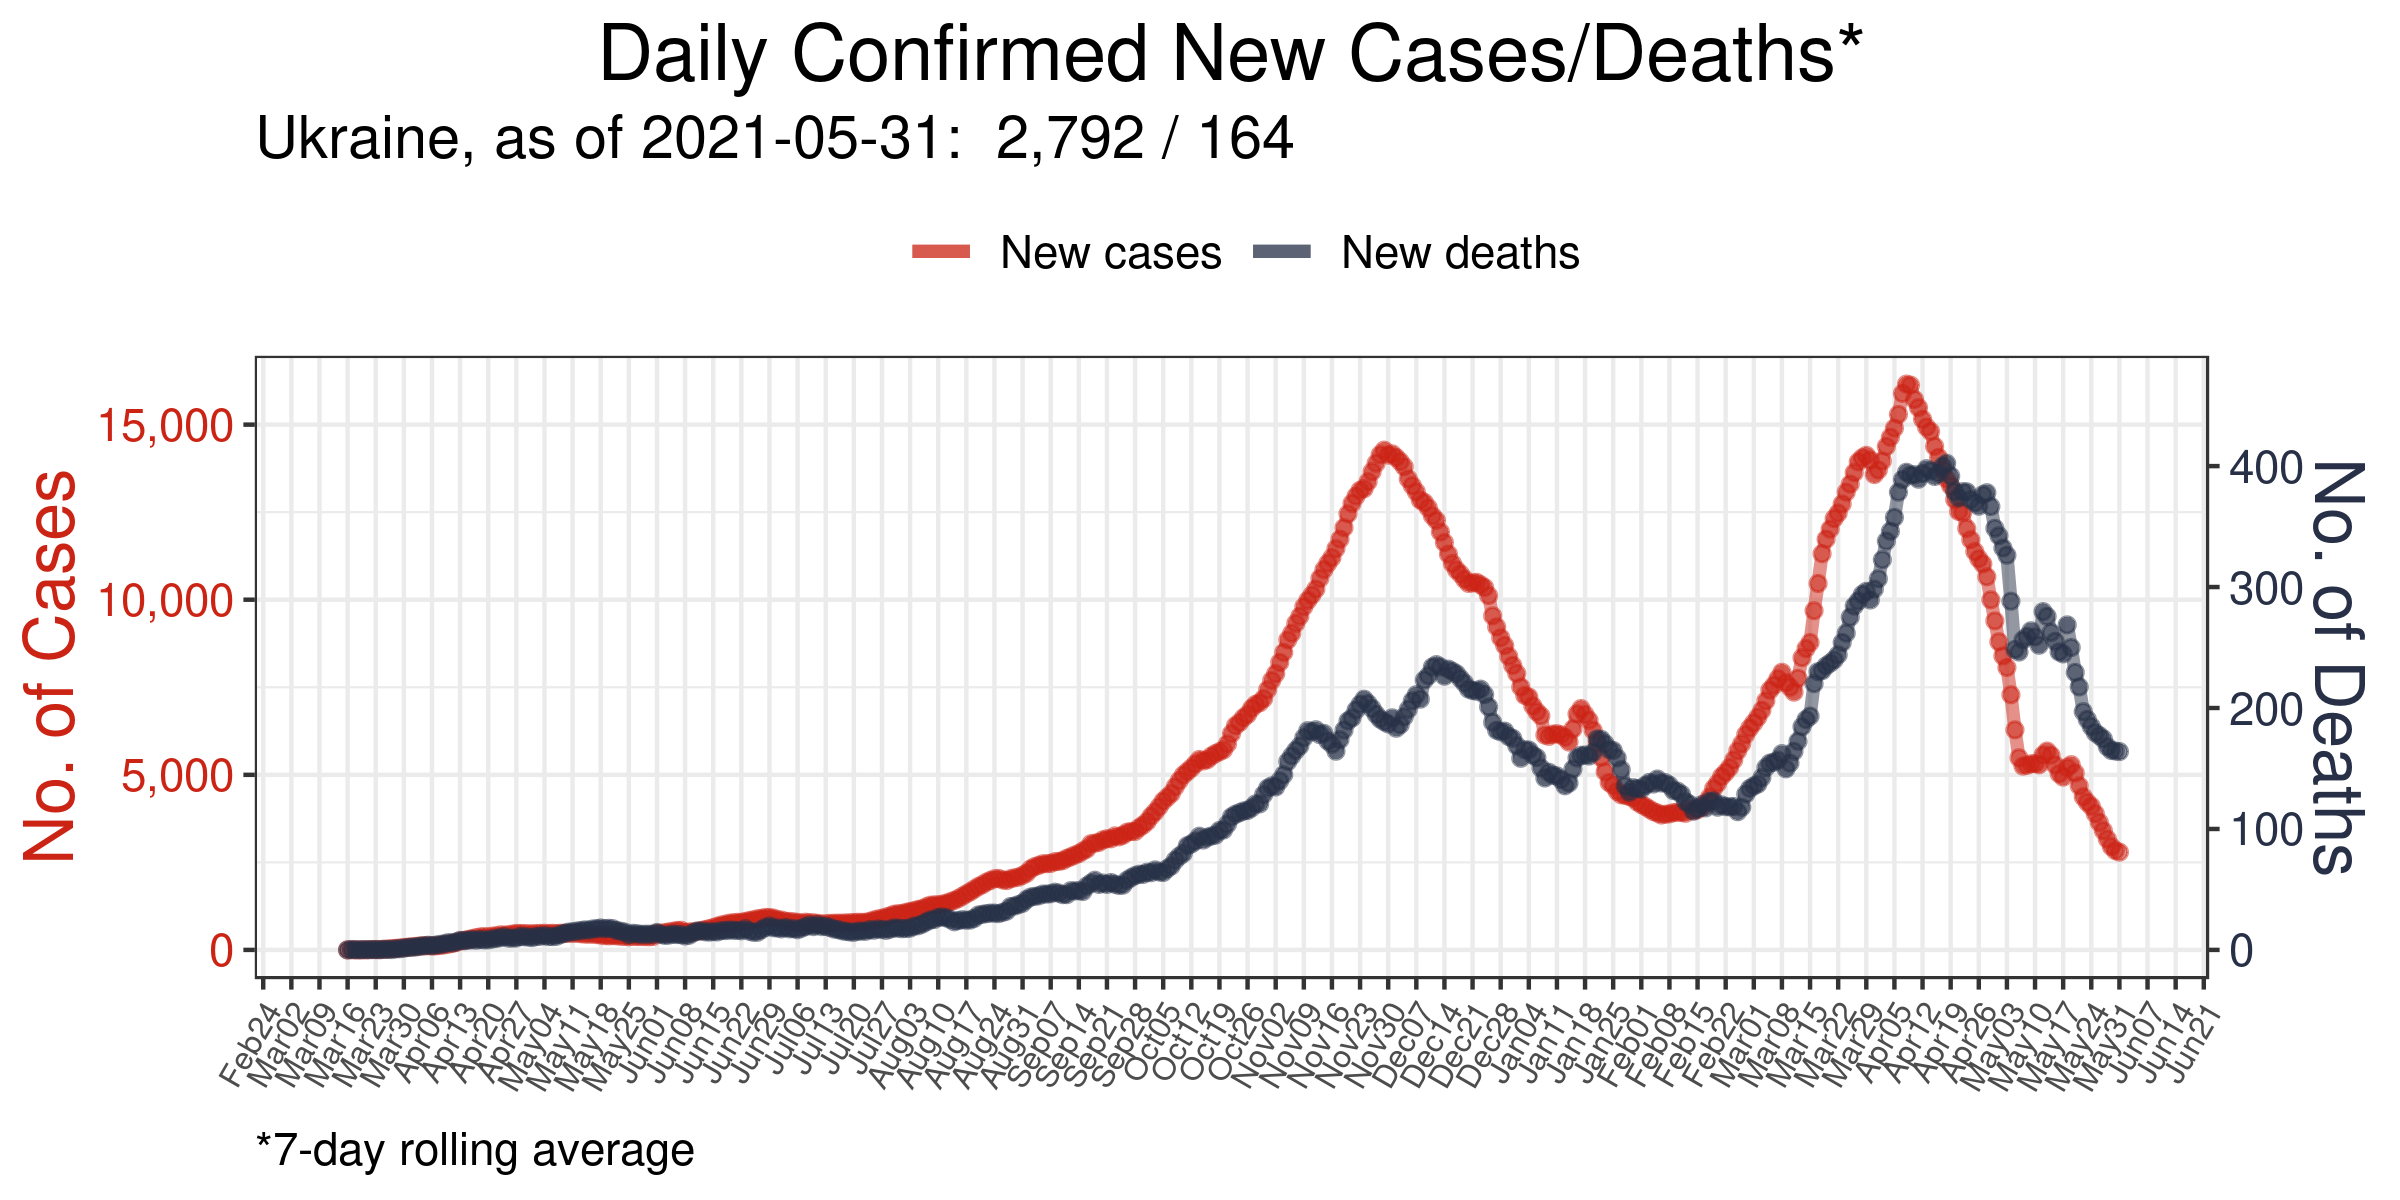 Daily Confirmed New Cases/Deaths*
Ukraine, as of 2021-05-31:  2,792 / 164
New cases
New deaths
No. of Cases
15,000
10,000
5,000
0
400
300
200
100
0
No. of Deaths
Feb24
Mar02
Mar09
Mar16
Mar23
Mar30
Apr06
Apr13
Apr20
Apr27
May04
May11
May18
May25
Jun01
Jun08
Jun15
Jun22
Jun29
Jul06
Jul13
Jul20
Jul27
Aug03
Aug10
Aug17
Aug24
Aug31
Sep07
Sep14
Sep21
Sep28
Oct05
Oct12
Oct19
Oct26
Nov02
Nov09
Nov16
Nov23
Nov30
Dec07
Dec14
Dec21
Dec28
Jan04
Jan11
Jan18
Jan25
Feb01
Feb08
Feb15
Feb22
Mar01
Mar08
Mar15
Mar22
Mar29
Apr05
Apr12
Apr19
Apr26
May03
May10
May17
May24
May31
Jun07
Jun14
Jun21
*7-day rolling average